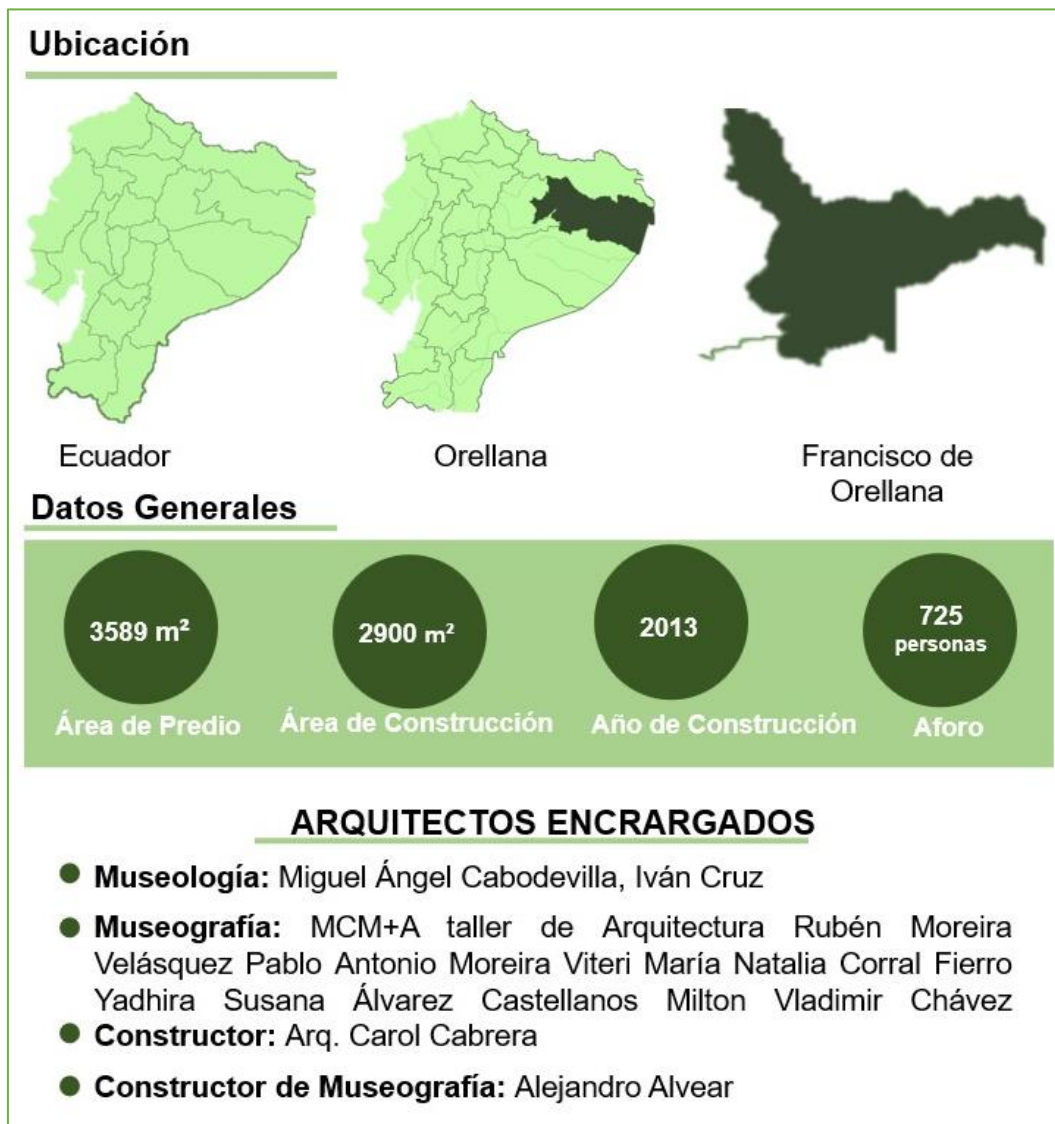 Ubicación
Ecuador
Orellana
Francisco de
Orellana
Datos Generales
3589 m²
2900 m²
2013
725
personas
Área de Predio
Área de Construcción
Año de Construcción
Aforo
ARQUITECTOS ENCRARGADOS
Museología: Miguel Ángel Cabodevilla, Iván Cruz
Museografía: MCM+A taller de Arquitectura Rubén Moreira
Velásquez Pablo Antonio Moreira Viteri María Natalia Corral Fierro
Yadhira Susana Álvarez Castellanos Milton Vladimir Chávez
Constructor: Arq. Carol Cabrera
Constructor de Museografía: Alejandro Alvear